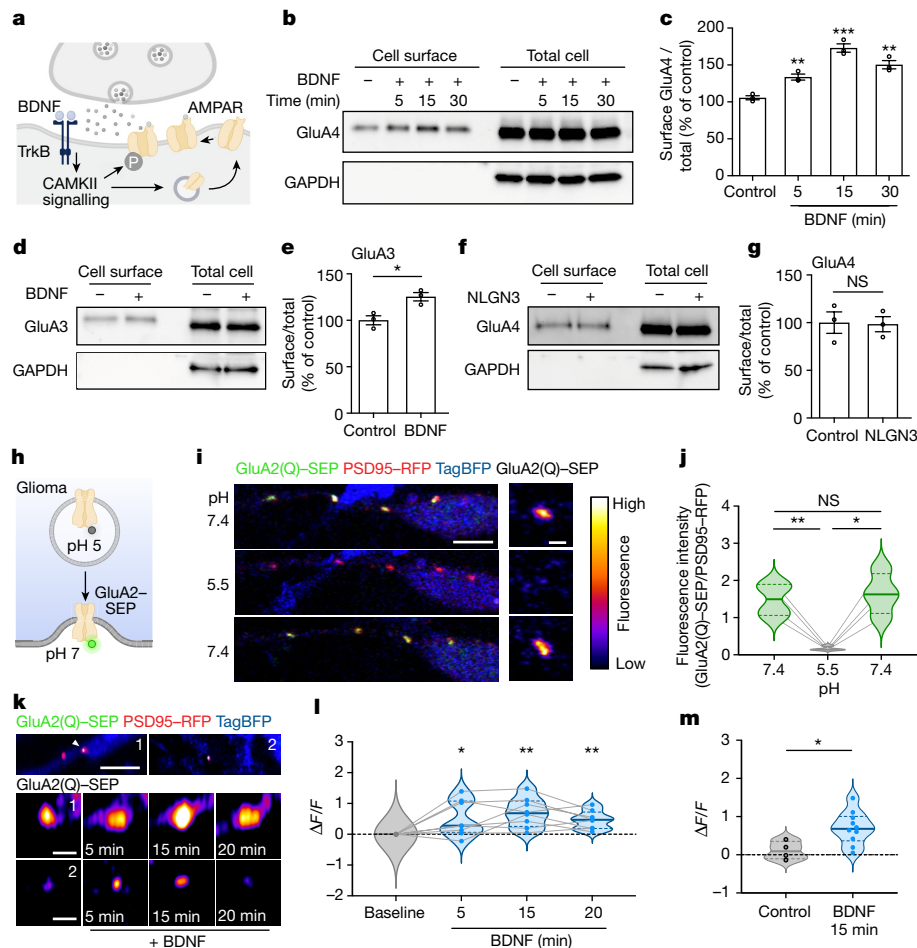 a
BDNF
AMPAR
TrkB
P
CAMKII
signalling
b
Cell surface
Total cell
BDNF − + + + − + + +
Time (min) 5 15 30 5 15 30
GluA4
GAPDH
c
Surface GluA4 /
total (% of control)
200
150
100
50
0
** *** **
Control 5 15 30
BDNF (min)
d
Cell surface
Total cell
BDNF − + − +
GluA3
GAPDH
e
GluA3
Surface/total
(% of control)
150
100
50
0
*
Control BDNF
f
Cell surface
Total cell
NLGN3 − + − +
GluA4
GAPDH
g
GluA4
Surface/total
(% of control)
150
100
50
0
NS
Control NLGN3
h
Glioma
pH 5
GluA2–
SEP
pH 7
i
GluA2(Q)–SEP PSD95–RFP TagBFP GluA2(Q)–SEP
pH
7.4
5.5
7.4
High
Fluorescence
Low
j
Fluorescence intensity
(GluA2(Q)–SEP/PSD95–RFP)
4
3
2
1
0
NS
** *
7.4 5.5 7.4
pH
k
GluA2(Q)–SEP PSD95–RFP TagBFP
1 2
GluA2(Q)–SEP
1
5 min 15 min 20 min
2
5 min 15 min 20 min
+ BDNF
l
ΔF/F
3
2
1
0
−1
−2
* ** **
Baseline 5 15 20
BDNF (min)
m
ΔF/F
3
2
1
0
−1
*
Control BDNF
15 min